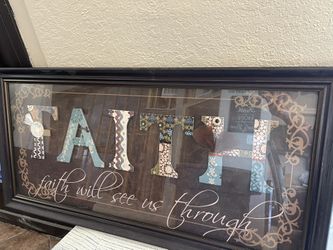 FAITH
faith will see us through